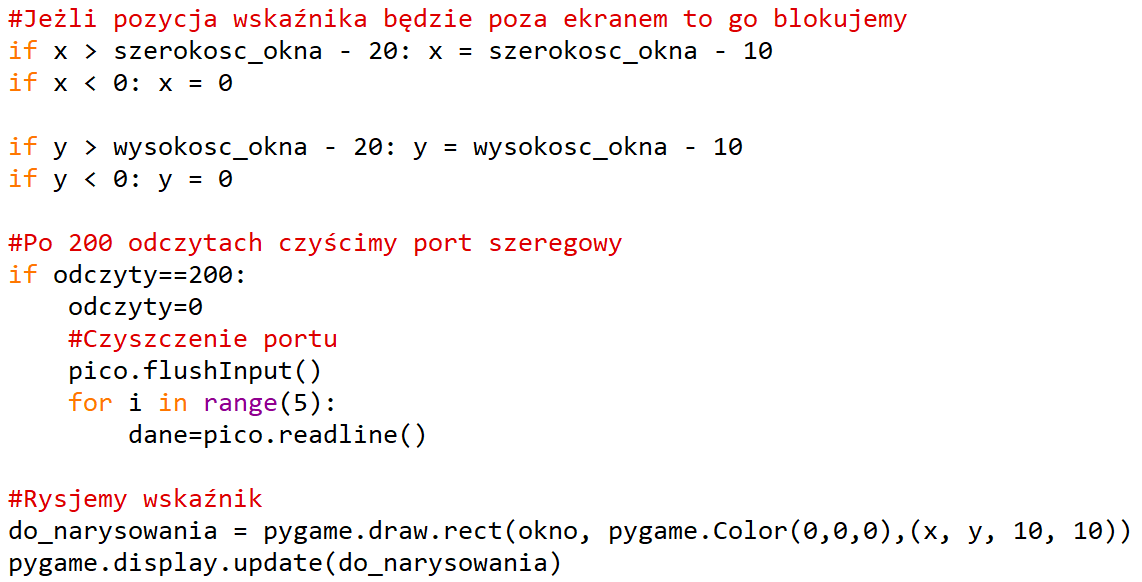 #Jeżli pozycja wskaźnika będzie poza ekranem to go blokujemy
if x > szerokosc_okna - 20: x = szerokosc_okna - 10
if x < 0: x = 0

if y > wysokosc_okna - 20: y = wysokosc_okna - 10
if y < 0: y = 0

#Po 200 odczytach czyścimy port szeregowy
if odczyty==200:
    odczyty=0
    #Czyszczenie portu
    pico.flushInput()
    for i in range(5):
        dane=pico.readline()

#Rysjemy wskaźnik
do_narysowania = pygame.draw.rect(okno, pygame.Color(0,0,0),(x, y, 10, 10))
pygame.display.update(do_narysowania)